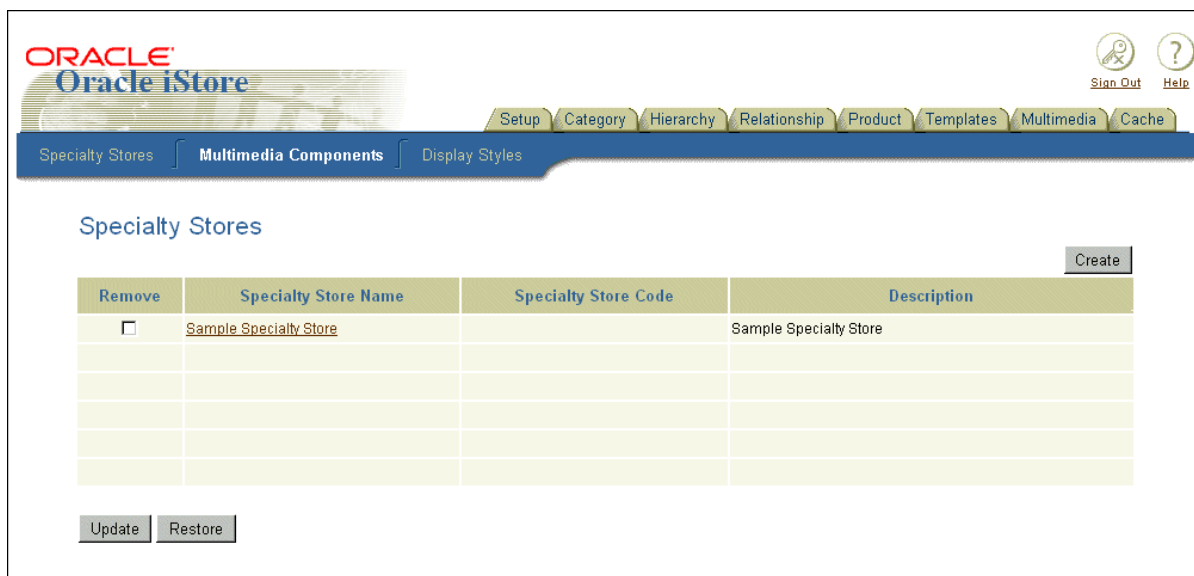 ORACLE
Oracle iStore
?
Sign Out Help
Setup Category Hierarchy Relationship Product Templates Multimedia Cache
Specialty Stores Multimedia Components Display Styles
Specialty Stores
Create
Remove Specialty Store Name Specialty Store Code Description
Sample Specialty Store Sample Specialty Store
Update Restore